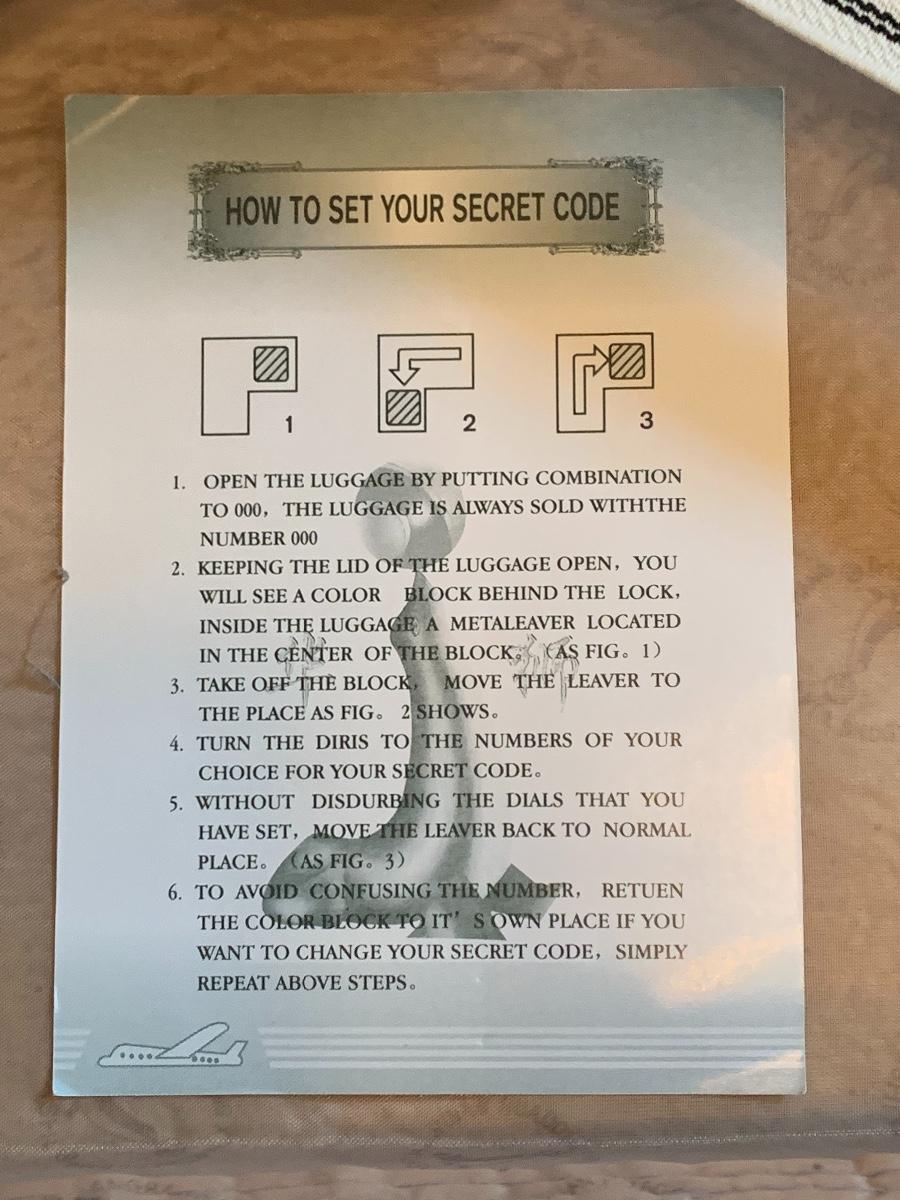 HOW TO SET YOUR SECRET CODE
1 2 3
1. OPEN THE LUGGAGE BY PUTTING COMBINATION
TO 000, THE LUGGAGE IS ALWAYS SOLD WITHTHE
NUMBER 000
2. KEEPING THE LID OF THE LUGGAGE OPEN, YOU
WILL SEE A COLOR BLOCK BEHIND THE LOCK,
INSIDE THE LUGGAGE A METALEAVER LOCATED
IN THE CENTER OF THE BLOCK。 (AS FIG。 1)
3. TAKE OFF THE BLOCK, MOVE THE LEAVER TO
THE PLACE AS FIG。 2 SHOWS。
4. TURN THE DIRIS TO THE NUMBERS OF YOUR
CHOICE FOR YOUR SECRET CODE。
5. WITHOUT DISDURBING THE DIALS THAT YOU
HAVE SET, MOVE THE LEAVER BACK TO NORMAL
PLACE。 (AS FIG。 3)
6. TO AVOID CONFUSING THE NUMBER, RETUEN
THE COLOR BLOCK TO IT' S OWN PLACE IF YOU
WANT TO CHANGE YOUR SECRET CODE, SIMPLY
REPEAT ABOVE STEPS。